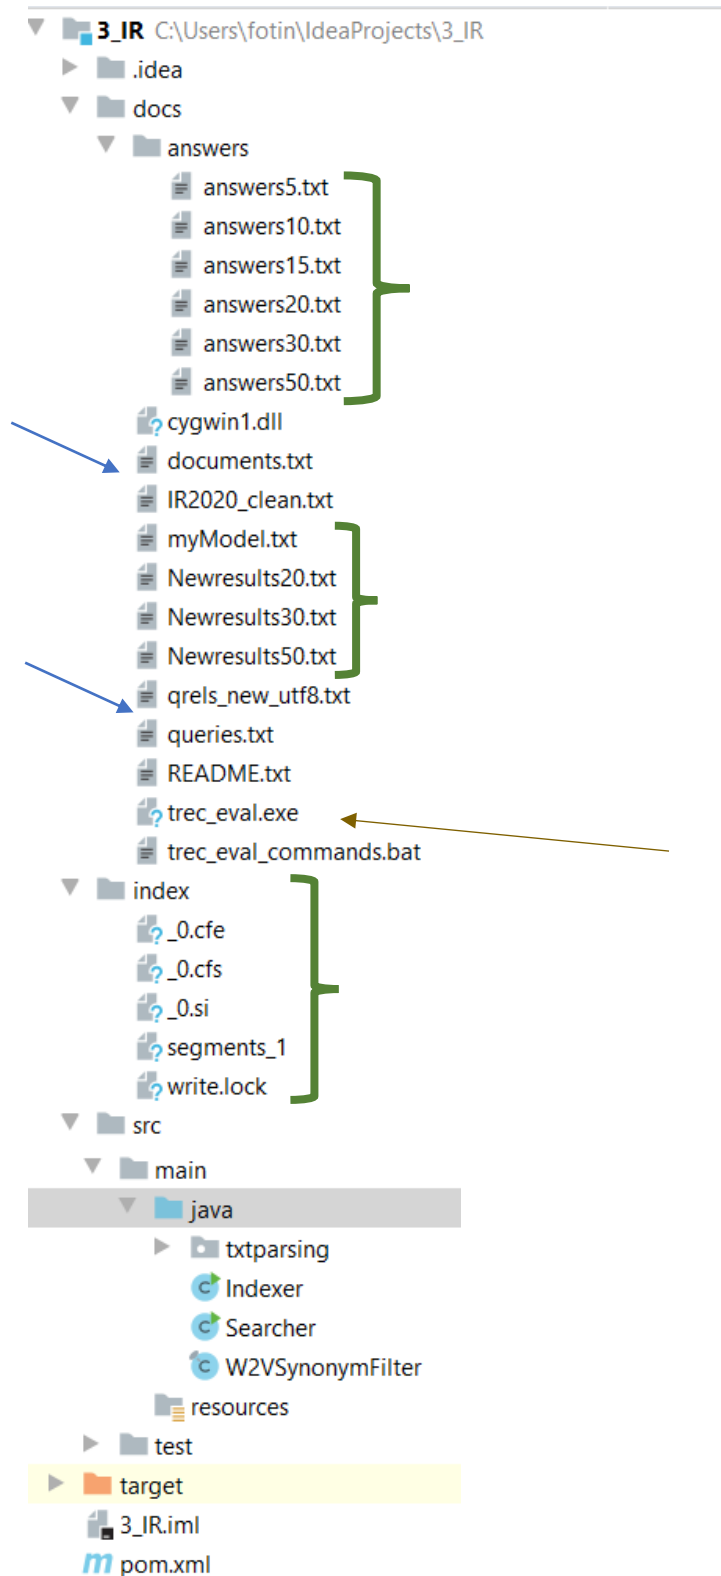 3_IR C:\Users\fotin\IdeaProjects\3_IR
.idea
docs
answers
answers5.txt
answers10.txt
answers15.txt
answers20.txt
answers30.txt
answers50.txt
cygwin1.dll
documents.txt
IR2020_clean.txt
myModel.txt
Newresults20.txt
Newresults30.txt
Newresults50.txt
qrels_new_utf8.txt
queries.txt
README.txt
trec_eval.exe
trec_eval_commands.bat
index
_0.cfe
_0.cfs
_0.si
segments_1
write.lock
src
main
java
txtparsing
Indexer
Searcher
W2VSynonymFilter
resources
test
target
3_IR.iml
pom.xml